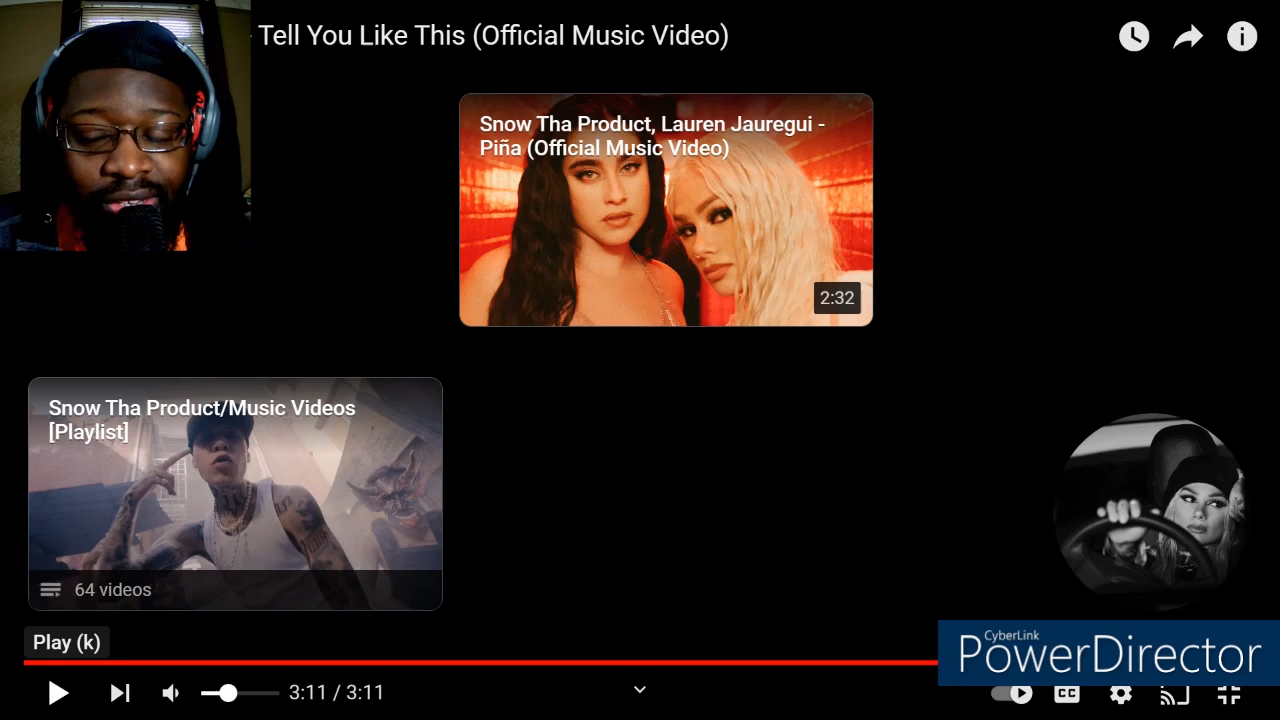 Tell You Like This (Official Music Video)
Snow Tha Product, Lauren Jauregui -
Piña (Official Music Video)
2:32
Snow Tha Product/Music Videos
[Playlist]
64 videos
Play (k)
CyberLink
PowerDirector
3:11 / 3:11
CC